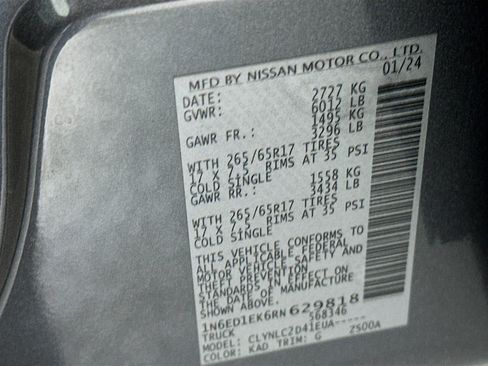 MFD BY NISSAN MOTOR CO., LTD.
DATE: 01/24
GVWR: 2727 KG
6012 LB
GAWR FR.: 1495 KG
3296 LB
WITH 265/65R17 TIRES
17 X 7.5 RIMS AT 35 PSI
COLD SINGLE
GAWR RR.: 1558 KG
3434 LB
WITH 265/65R17 TIRES
17 X 7.5 RIMS AT 35 PSI
COLD SINGLE
THIS VEHICLE CONFORMS TO
ALL APPLICABLE FEDERAL
MOTOR VEHICLE SAFETY AND
THEFT PREVENTION
STANDARDS IN EFFECT ON
THE DATE OF MANUFACTURE
SHOWN ABOVE.
1N6ED1EK6RN629818
TRUCK 568346
MODEL: CLYNLC2D41EUA-----
COLOR: KAD TRIM: G ZS00A